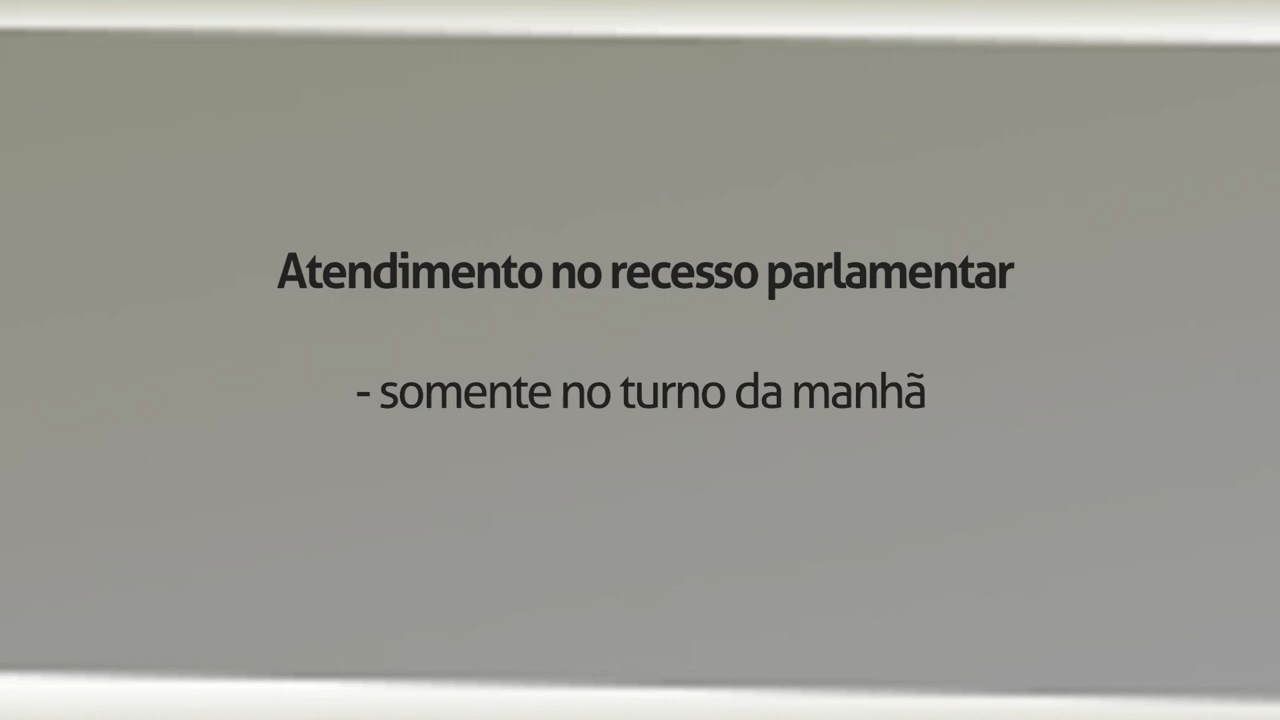 Atendimento no recesso parlamentar
- somente no turno da manhã